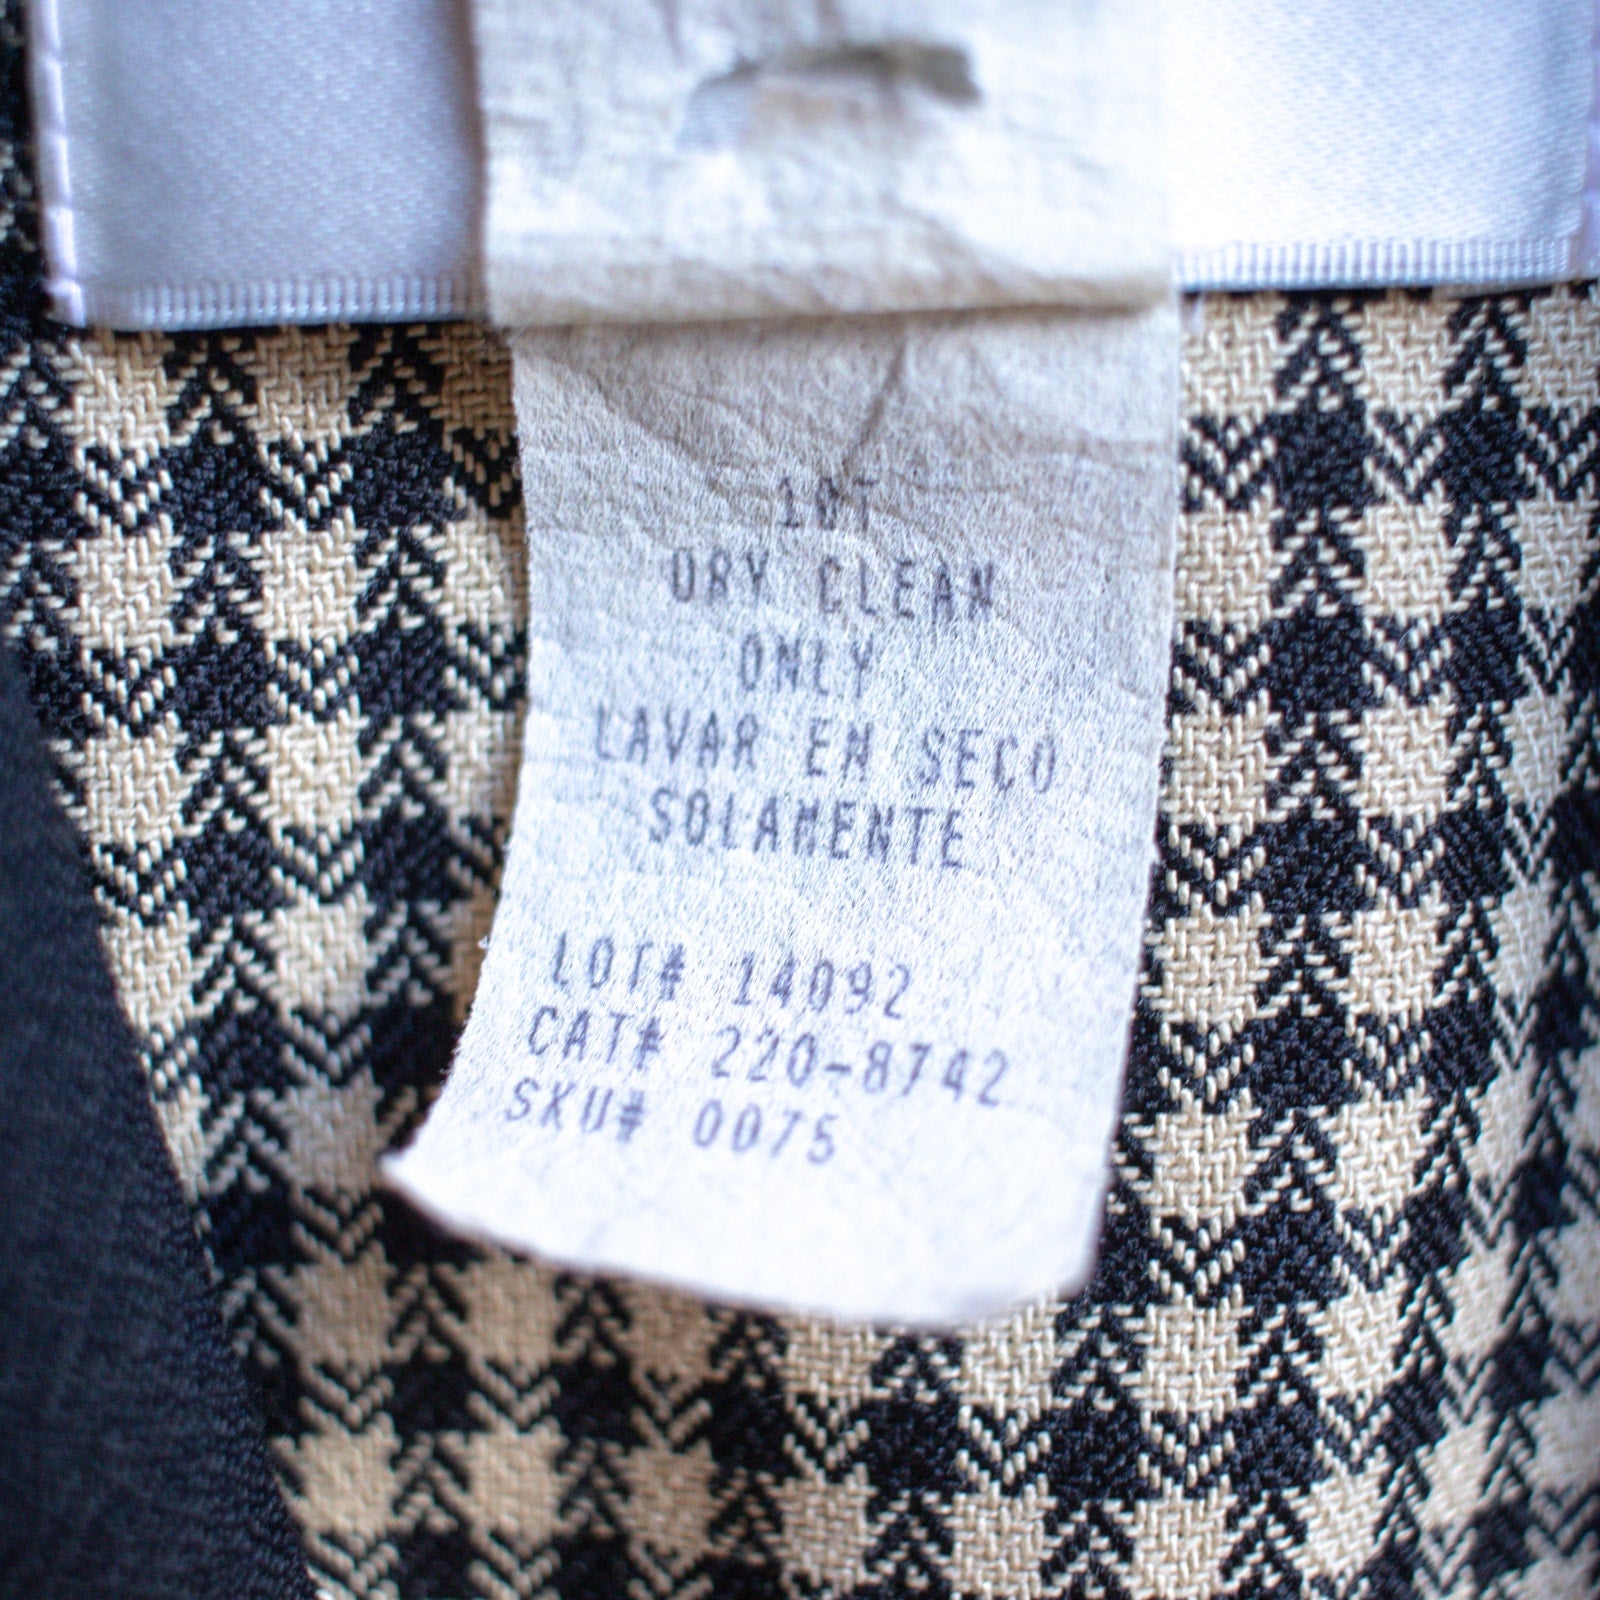 DRY CLEAN
ONLY
LAVAR EN SECO
SOLAMENTE
LOT# 14092
CAT# 220-8742
SKU# 0075